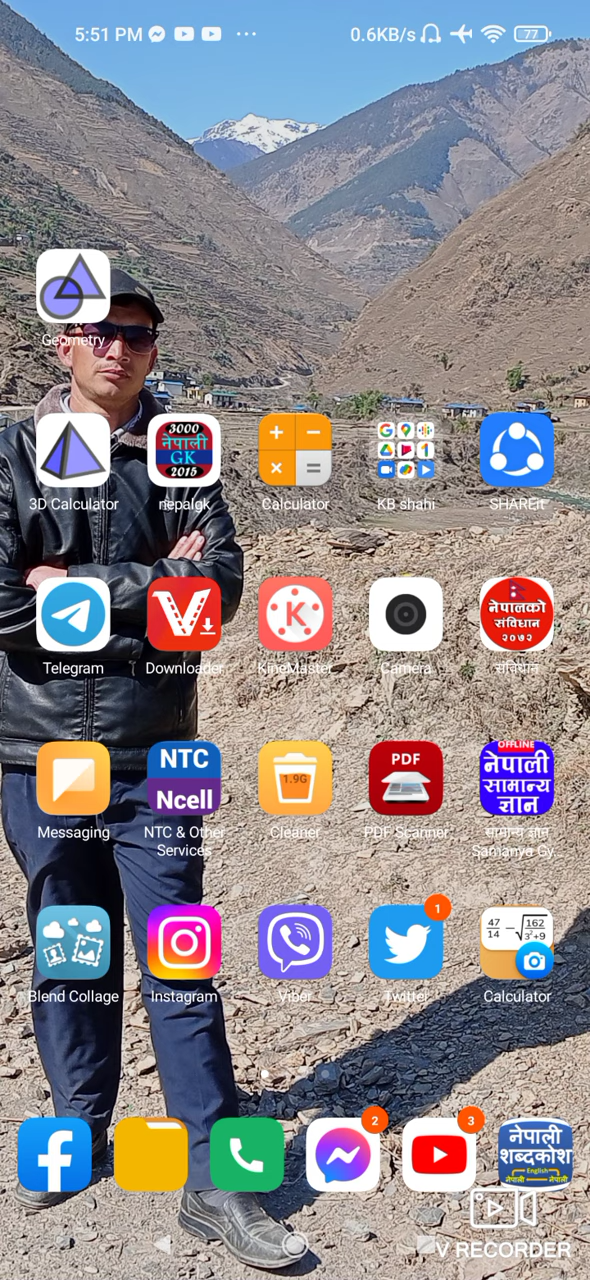 5:51 PM
0.6KB/s
77
Geometry
3D Calculator
3000
नेपाली
GK
2015
nepalgk
Calculator
KB shahi
SHAREit
Telegram
Downloader
KineMaster
Camera
नेपालको
संविधान
२०७२
संविधान
Messaging
NTC
Ncell
NTC & Other
Services
1.9G
Cleaner
PDF
PDF Scanner
OFFLINE
नेपाली
सामान्य
ज्ञान
सामान्य ज्ञान
Samanya Gy..
Blend Collage
Instagram
Viber
1
Twitter
47/14 − √162/3²+9
Calculator
2
3
नेपाली
शब्दकोश
English
नेपाली
नेपाली
V RECORDER